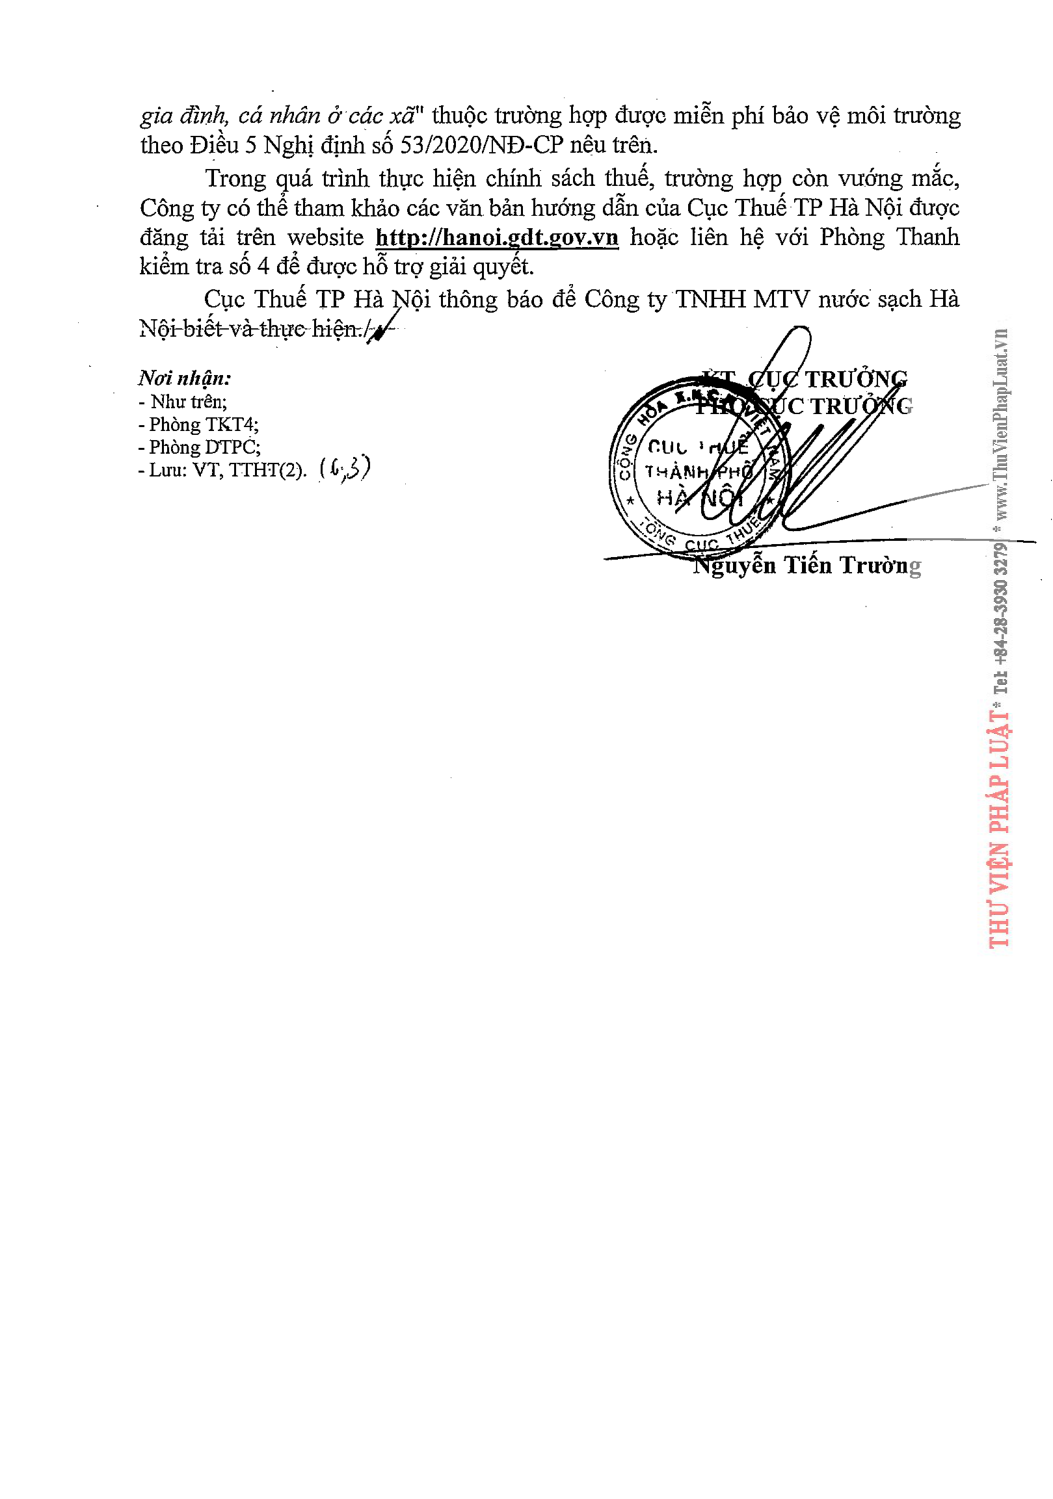 gia đình, cá nhân ở các xã" thuộc trường hợp được miễn phí bảo vệ môi trường
theo Điều 5 Nghị định số 53/2020/NĐ-CP nêu trên.
Trong quá trình thực hiện chính sách thuế, trường hợp còn vướng mắc,
Công ty có thể tham khảo các văn bản hướng dẫn của Cục Thuế TP Hà Nội được
đăng tải trên website http://hanoi.gdt.gov.vn hoặc liên hệ với Phòng Thanh
kiểm tra số 4 để được hỗ trợ giải quyết.
Cục Thuế TP Hà Nội thông báo để Công ty TNHH MTV nước sạch Hà
Nội biết và thực hiện./.
Nơi nhận:
- Như trên;
- Phòng TKT4;
- Phòng DTPC;
- Lưu: VT, TTHT(2). (6,3)
KT. CỤC TRƯỞNG
PHÓ CỤC TRƯỞNG
CỘNG HÒA X.H.C.N VIỆT NAM
CỤC THUẾ
THÀNH PHỐ
HÀ NỘI
TỔNG CỤC THUẾ
Nguyễn Tiến Trường
THƯ VIỆN PHÁP LUẬT * Tel: +84-28-3930 3279 * www.ThuVienPhapLuat.vn